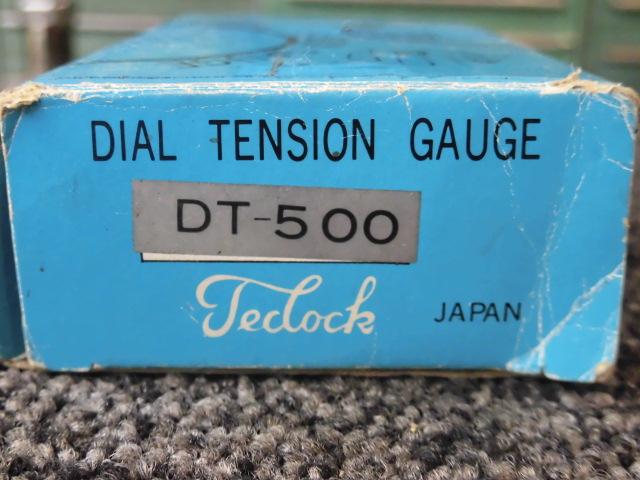 DIAL TENSION GAUGE
DT-500
Teclock JAPAN